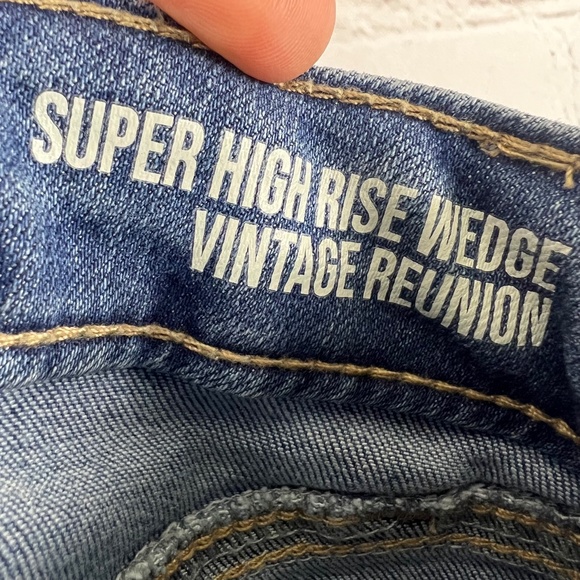 SUPER HIGH RISE WEDGE
VINTAGE REUNION